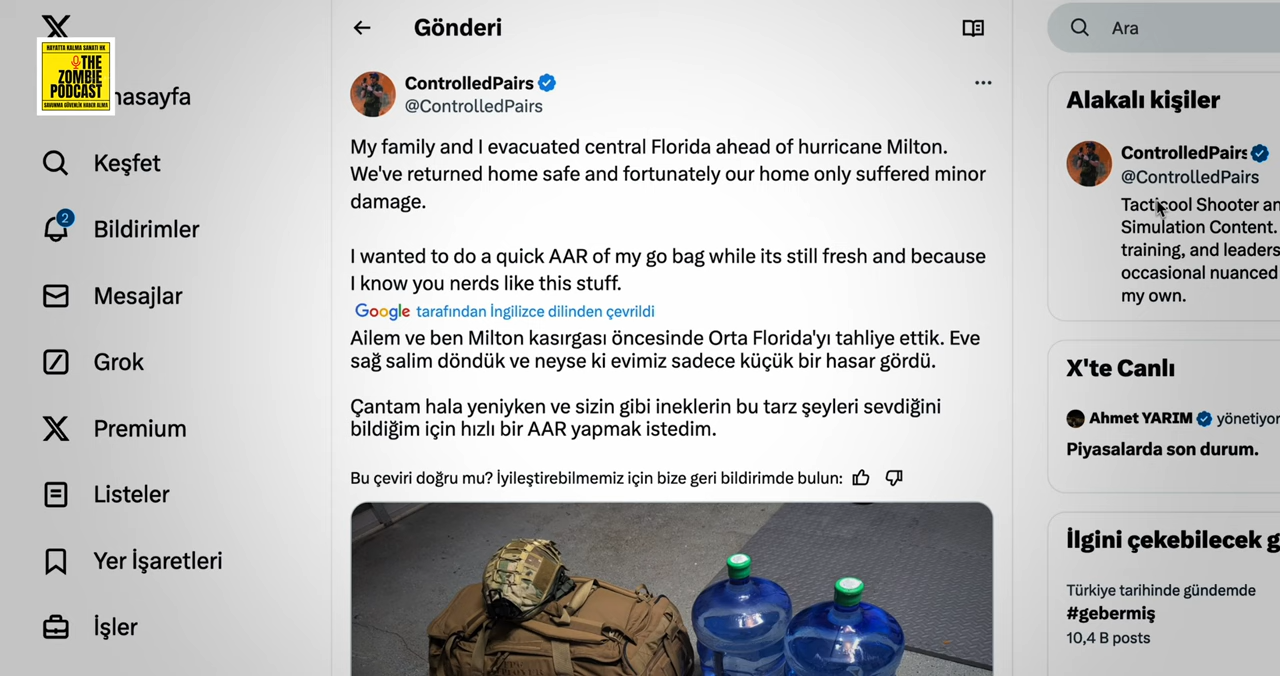 HAYATTA KALMA SANATI HK
THE
ZOMBIE
PODCAST
SAVUNMA GÜVENLİK HABER ALMA
nasayfa
Keşfet
2
Bildirimler
Mesajlar
Grok
Premium
Listeler
Yer İşaretleri
İşler
Gönderi
ControlledPairs
@ControlledPairs
My family and I evacuated central Florida ahead of hurricane Milton.
We've returned home safe and fortunately our home only suffered minor
damage.
I wanted to do a quick AAR of my go bag while its still fresh and because
I know you nerds like this stuff.
Google tarafından İngilizce dilinden çevrildi
Ailem ve ben Milton kasırgası öncesinde Orta Florida'yı tahliye ettik. Eve
sağ salim döndük ve neyse ki evimiz sadece küçük bir hasar gördü.
Çantam hala yeniyken ve sizin gibi ineklerin bu tarz şeyleri sevdiğini
bildiğim için hızlı bir AAR yapmak istedim.
Bu çeviri doğru mu? İyileştirebilmemiz için bize geri bildirimde bulun:
Ara
Alakalı kişiler
ControlledPairs
@ControlledPairs
Tacticool Shooter an
Simulation Content.
training, and leaders
occasional nuanced
my own.
X'te Canlı
Ahmet YARIM yönetiyor
Piyasalarda son durum.
İlgini çekebilecek g
Türkiye tarihinde gündemde
#gebermiş
10,4 B posts